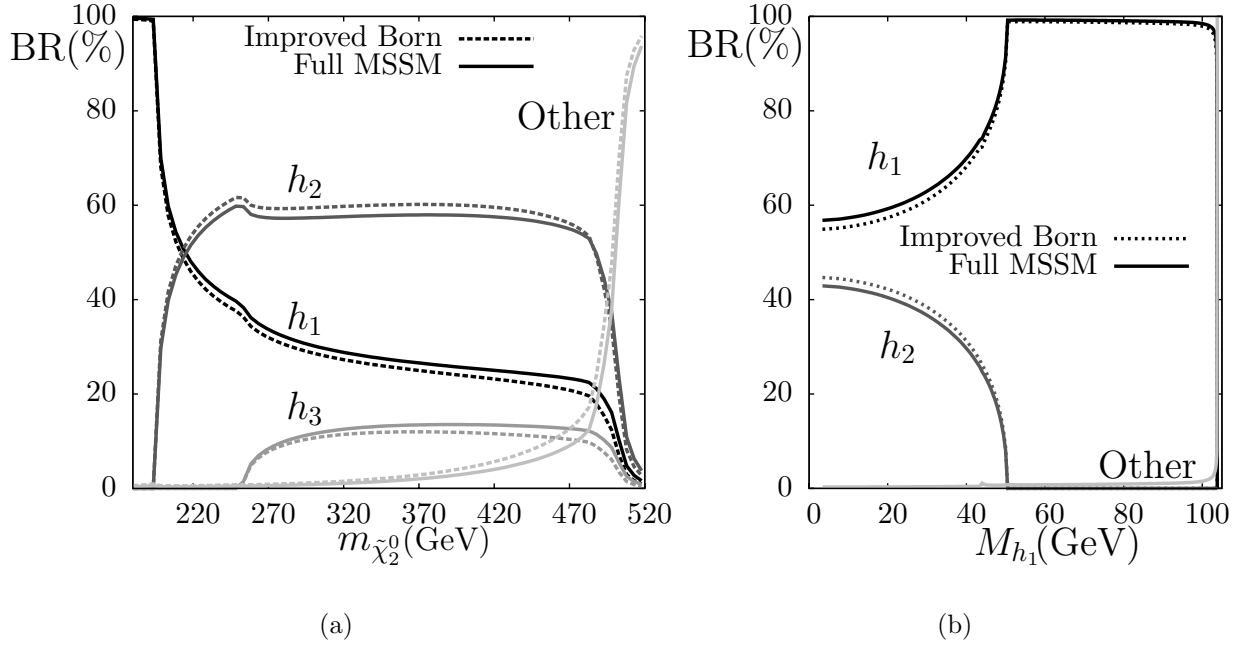 100
BR(%)
80
60
40
20
0
Improved Born
Full MSSM
Other
h₂
h₁
h₃
220 270 320 370 420 470 520
m_{χ̃⁰₂}(GeV)
(a)
100
BR(%)
80
60
40
20
0
h₁
Improved Born
Full MSSM
h₂
Other
0 20 40 60 80 100
M_{h₁}(GeV)
(b)